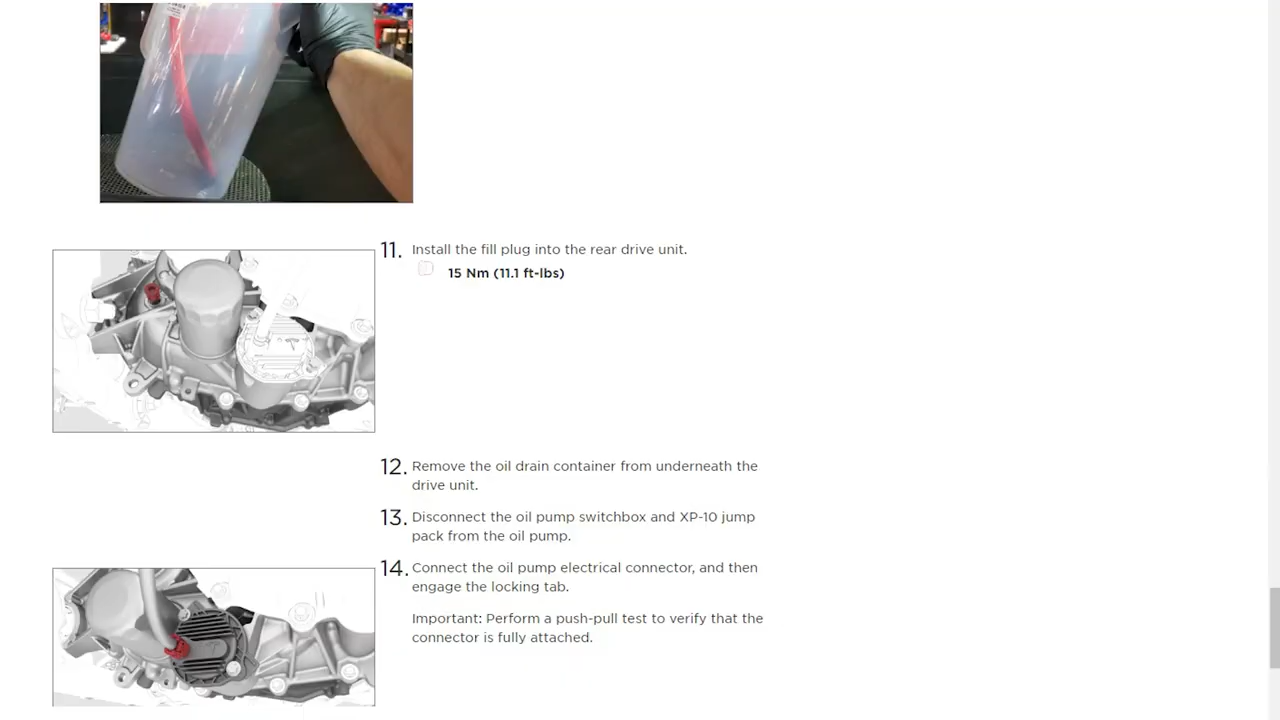 11. Install the fill plug into the rear drive unit.
15 Nm (11.1 ft-lbs)
12. Remove the oil drain container from underneath the
drive unit.
13. Disconnect the oil pump switchbox and XP-10 jump
pack from the oil pump.
14. Connect the oil pump electrical connector, and then
engage the locking tab.
Important: Perform a push-pull test to verify that the
connector is fully attached.